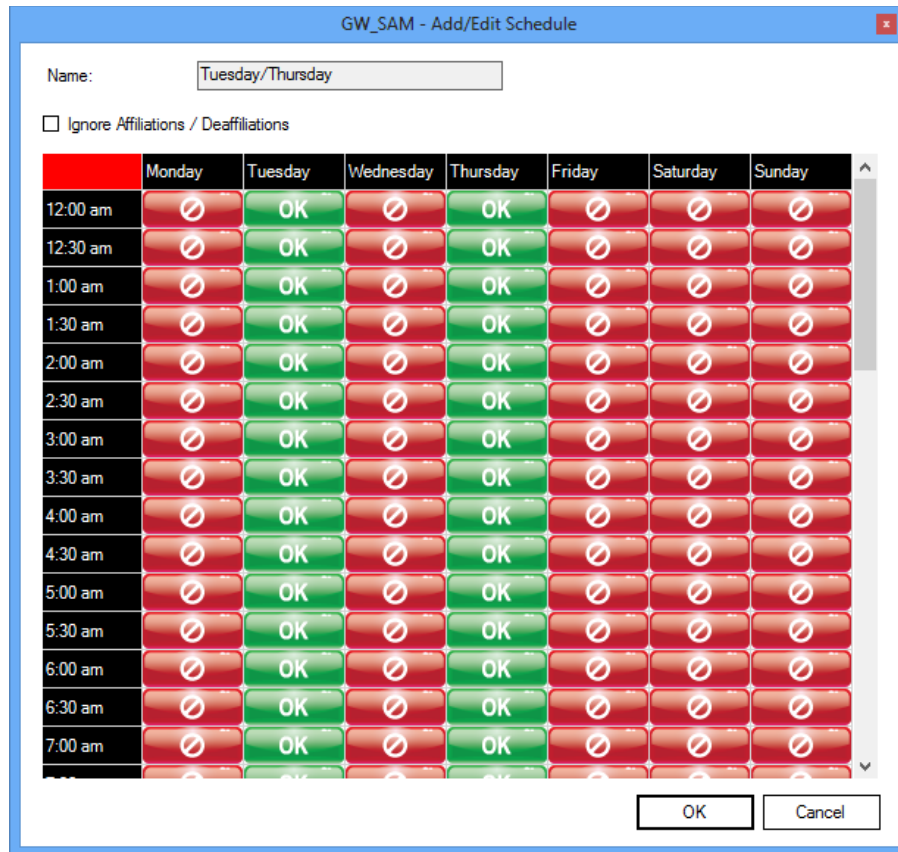 GW_SAM - Add/Edit Schedule
x
Name: Tuesday/Thursday
Ignore Affiliations / Deaffiliations
Monday Tuesday Wednesday Thursday Friday Saturday Sunday
12:00 am OK OK
12:30 am OK OK
1:00 am OK OK
1:30 am OK OK
2:00 am OK OK
2:30 am OK OK
3:00 am OK OK
3:30 am OK OK
4:00 am OK OK
4:30 am OK OK
5:00 am OK OK
5:30 am OK OK
6:00 am OK OK
6:30 am OK OK
7:00 am OK OK
OK Cancel